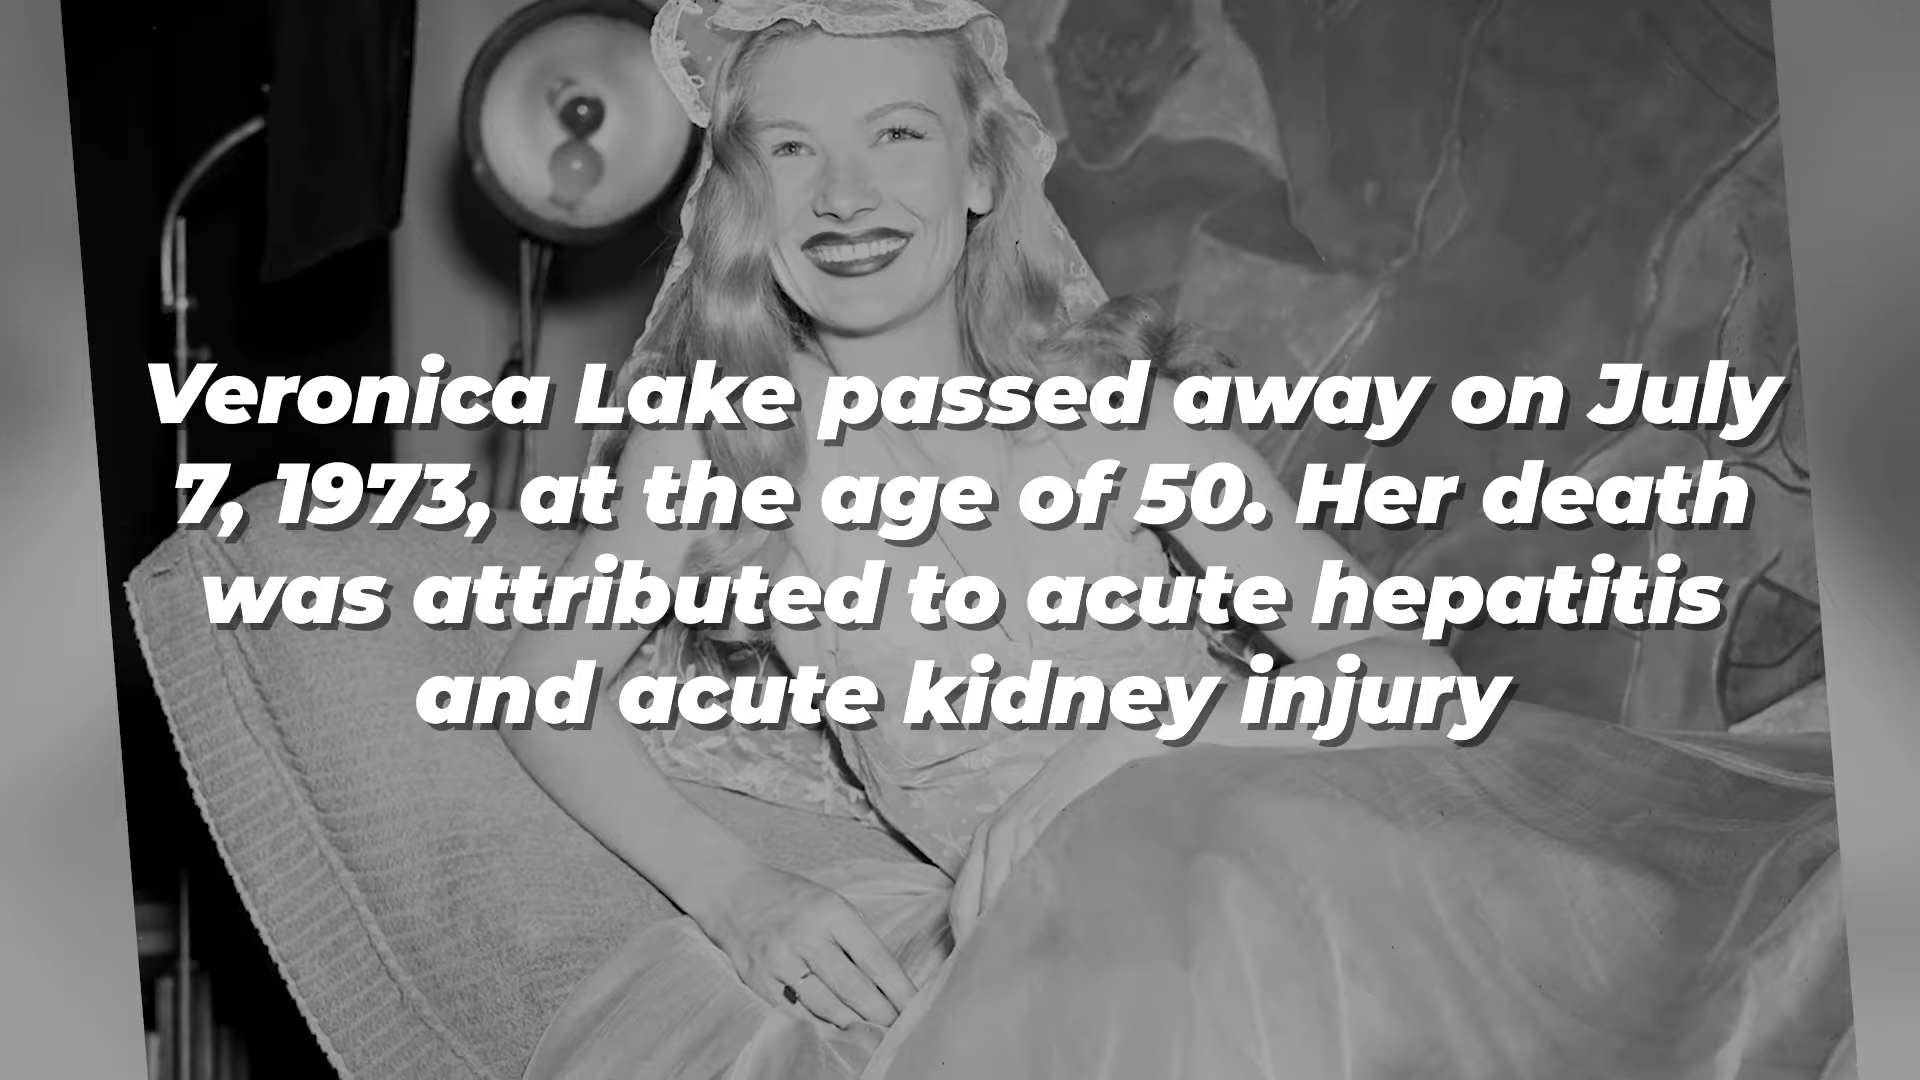 Veronica Lake passed away on July
7, 1973, at the age of 50. Her death
was attributed to acute hepatitis
and acute kidney injury